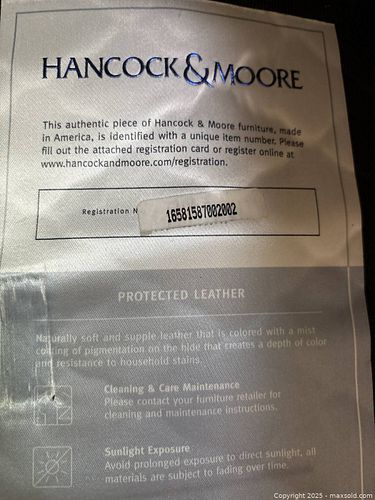 HANCOCK & MOORE
This authentic piece of Hancock & Moore furniture, made
in America, is identified with a unique item number. Please
fill out the attached registration card or register online at
www.hancockandmoore.com/registration.
Registration N 16581587002002
PROTECTED LEATHER
Naturally soft and supple leather that is colored with a mist
coating of pigmentation on the hide that creates a depth of color
and resistance to household stains.
Cleaning & Care Maintenance
Please contact your furniture retailer for
cleaning and maintenance instructions.
Sunlight Exposure
Avoid prolonged exposure to direct sunlight, all
materials are subject to fading over time.
Copyright 2025 - maxsold.com